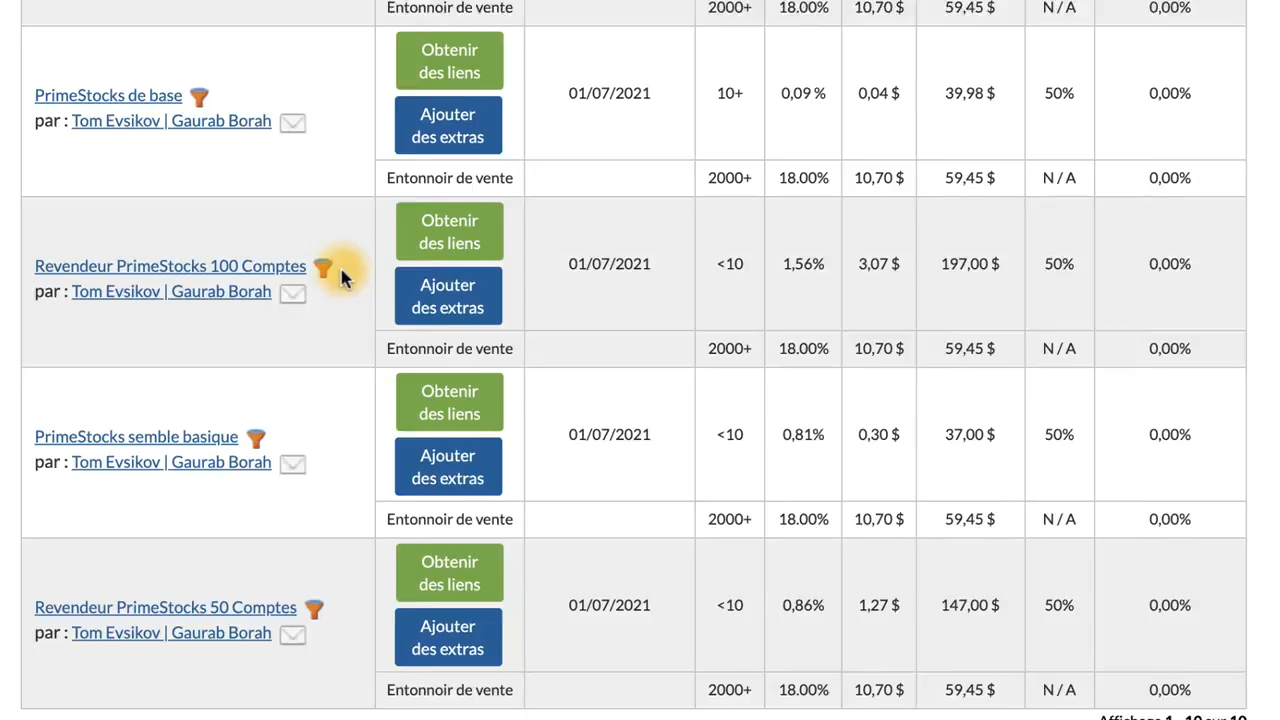 Entonnoir de vente 2000+ 18.00% 10,70 $ 59,45 $ N / A 0,00%
Obtenir
des liens
PrimeStocks de base 01/07/2021 10+ 0,09 % 0,04 $ 39,98 $ 50% 0,00%
par : Tom Evsikov | Gaurab Borah
Ajouter
des extras
Entonnoir de vente 2000+ 18.00% 10,70 $ 59,45 $ N / A 0,00%
Obtenir
des liens
Revendeur PrimeStocks 100 Comptes 01/07/2021 <10 1,56% 3,07 $ 197,00 $ 50% 0,00%
par : Tom Evsikov | Gaurab Borah
Ajouter
des extras
Entonnoir de vente 2000+ 18.00% 10,70 $ 59,45 $ N / A 0,00%
Obtenir
des liens
PrimeStocks semble basique 01/07/2021 <10 0,81% 0,30 $ 37,00 $ 50% 0,00%
par : Tom Evsikov | Gaurab Borah
Ajouter
des extras
Entonnoir de vente 2000+ 18.00% 10,70 $ 59,45 $ N / A 0,00%
Obtenir
des liens
Revendeur PrimeStocks 50 Comptes 01/07/2021 <10 0,86% 1,27 $ 147,00 $ 50% 0,00%
par : Tom Evsikov | Gaurab Borah
Ajouter
des extras
Entonnoir de vente 2000+ 18.00% 10,70 $ 59,45 $ N / A 0,00%
Affichage 1 - 10 sur 10